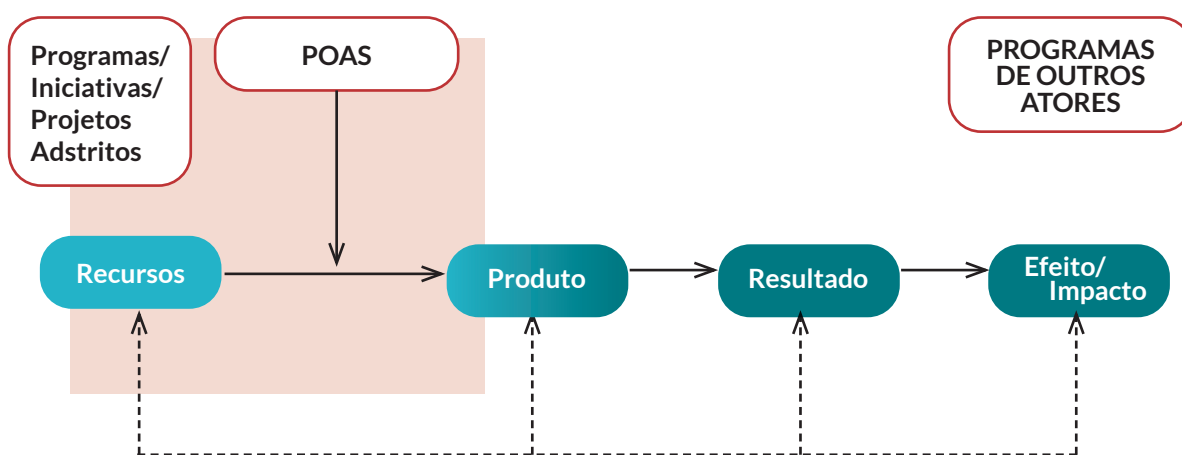 Programas/
Iniciativas/
Projetos
Adstritos
POAS
PROGRAMAS
DE OUTROS
ATORES
Recursos
Produto
Resultado
Efeito/
Impacto